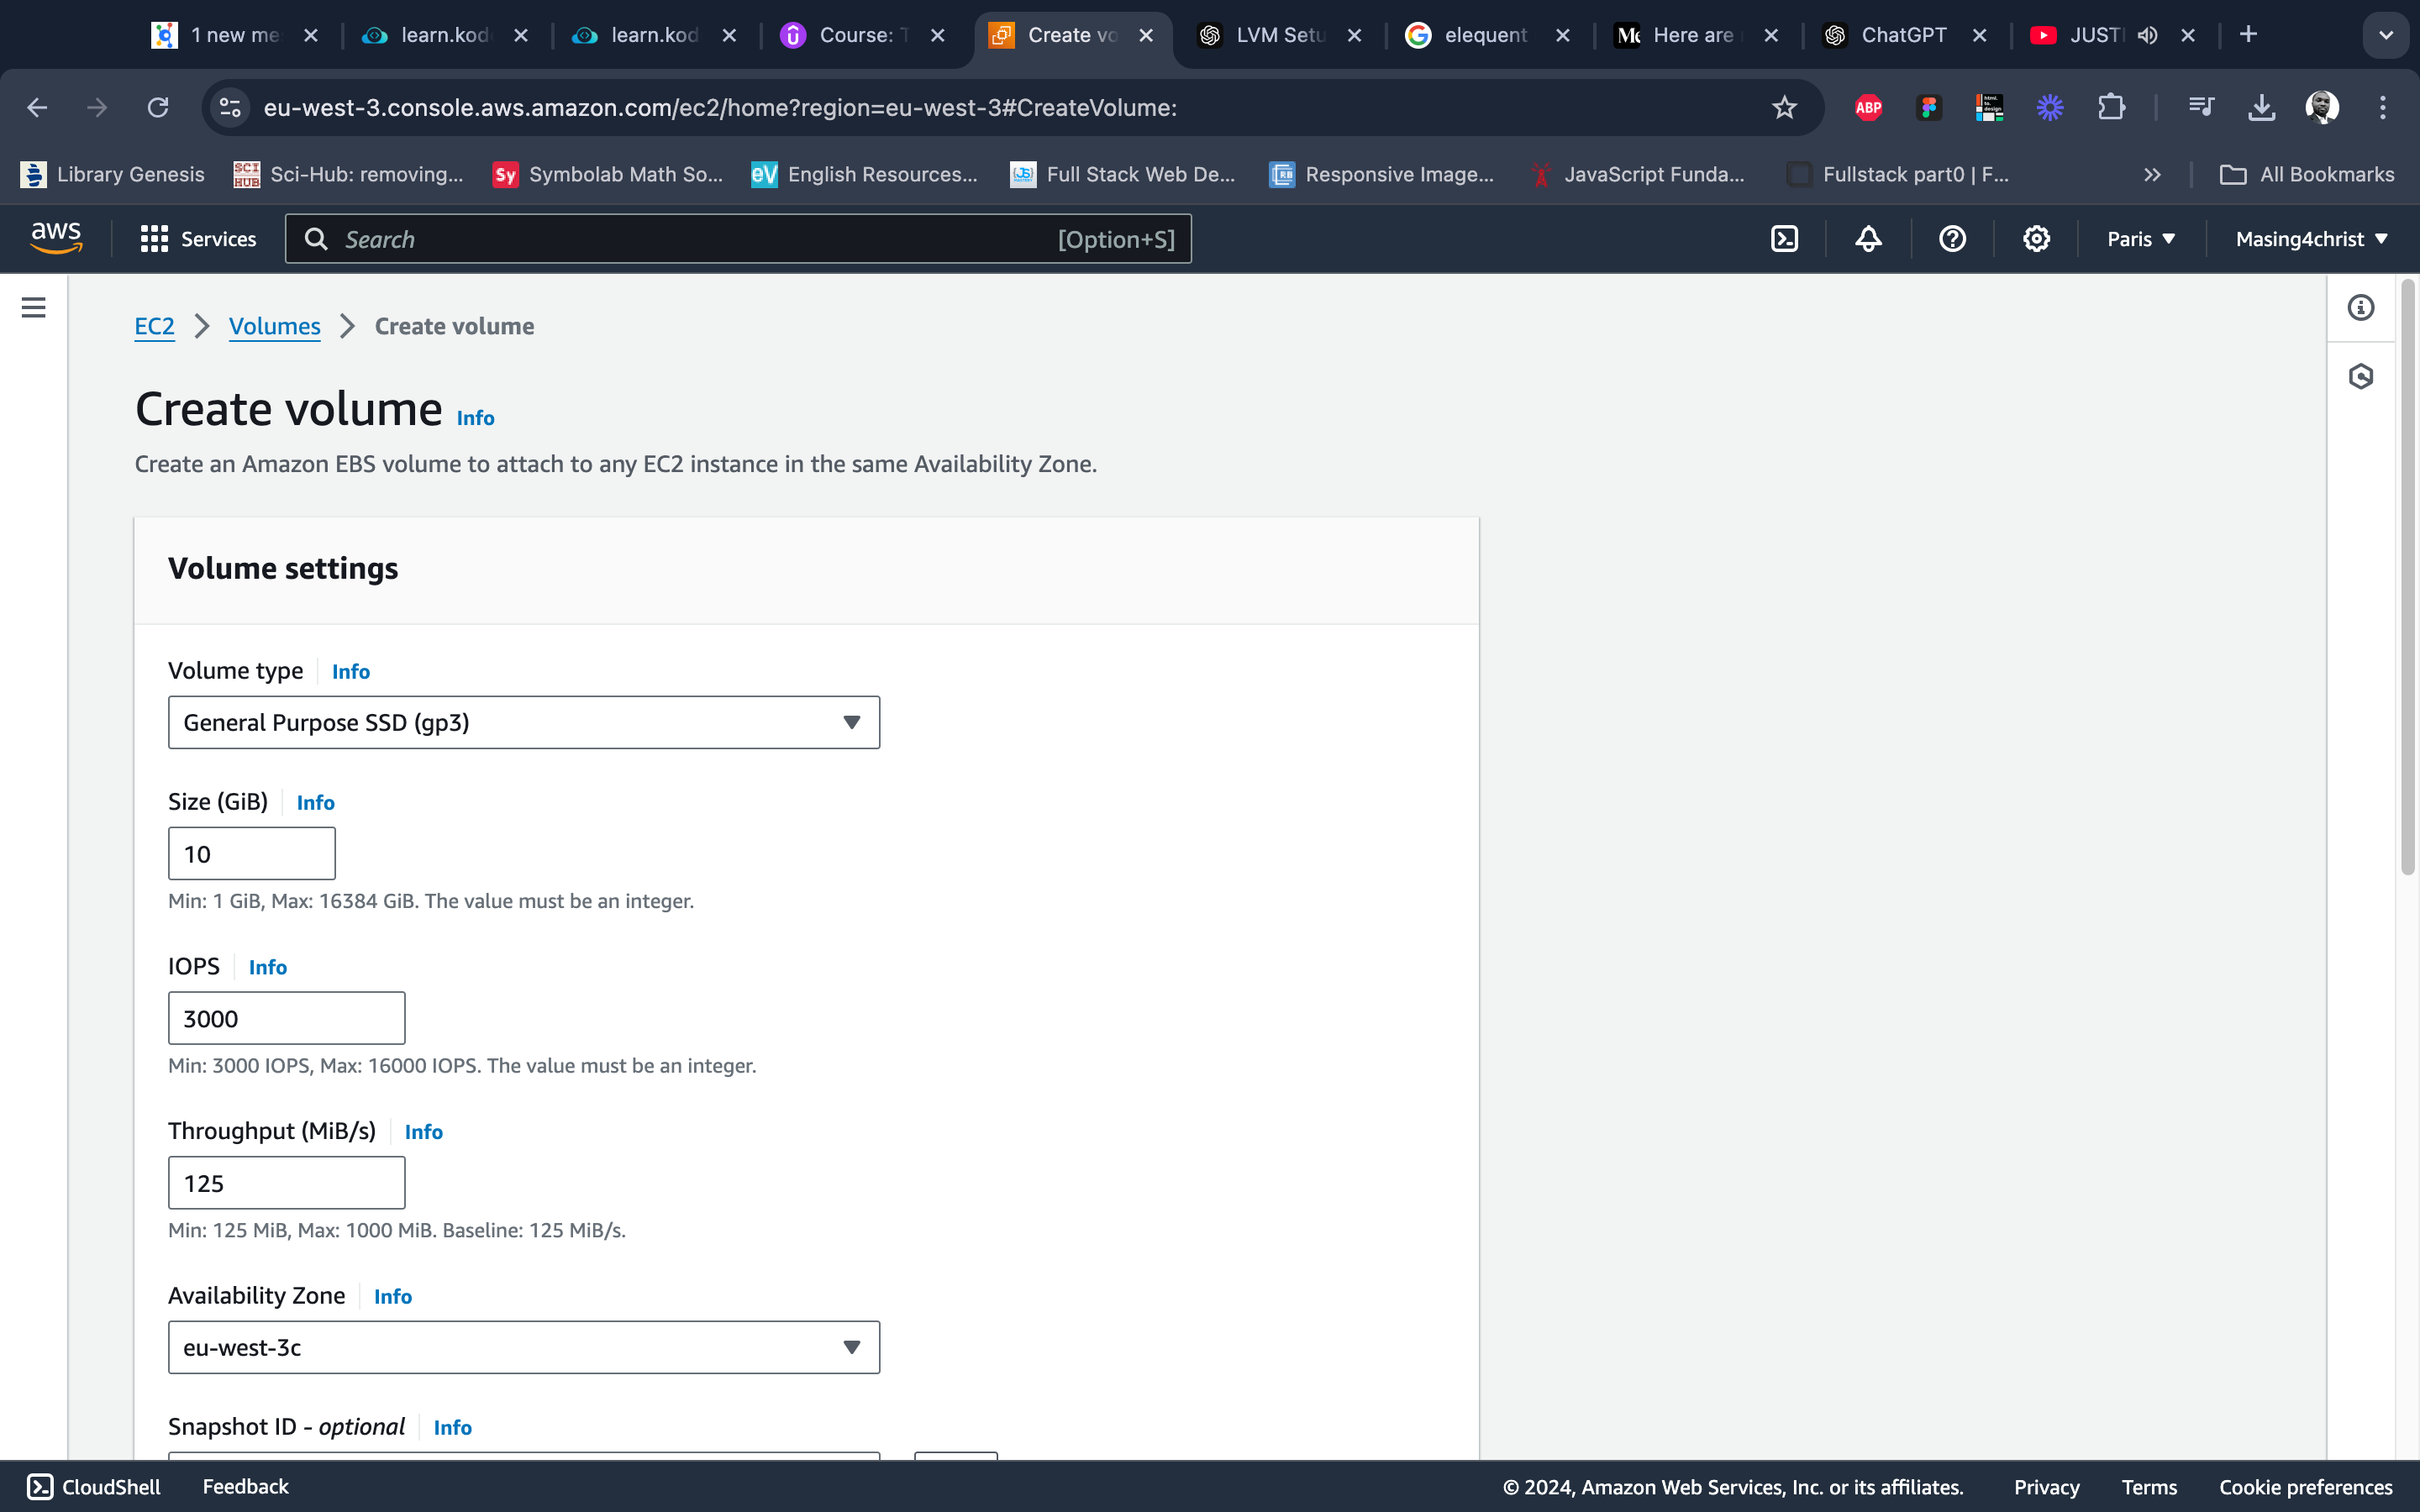 1 new me
learn.kod
learn.kod
Course: T
Create vo
LVM Setu
elequent
Here are
ChatGPT
JUSTI
eu-west-3.console.aws.amazon.com/ec2/home?region=eu-west-3#CreateVolume:
ABP
Library Genesis
SCI HUB
Sci-Hub: removing...
Sy
Symbolab Math So...
eV
English Resources...
Full Stack Web De...
Responsive Image...
JavaScript Funda...
Fullstack part0 | F...
All Bookmarks
aws
Services
Search
[Option+S]
Paris
Masing4christ
EC2
Volumes
Create volume
Create volume Info
Create an Amazon EBS volume to attach to any EC2 instance in the same Availability Zone.
Volume settings
Volume type Info
General Purpose SSD (gp3)
Size (GiB) Info
10
Min: 1 GiB, Max: 16384 GiB. The value must be an integer.
IOPS Info
3000
Min: 3000 IOPS, Max: 16000 IOPS. The value must be an integer.
Throughput (MiB/s) Info
125
Min: 125 MiB, Max: 1000 MiB. Baseline: 125 MiB/s.
Availability Zone Info
eu-west-3c
Snapshot ID - optional Info
CloudShell
Feedback
© 2024, Amazon Web Services, Inc. or its affiliates.
Privacy
Terms
Cookie preferences